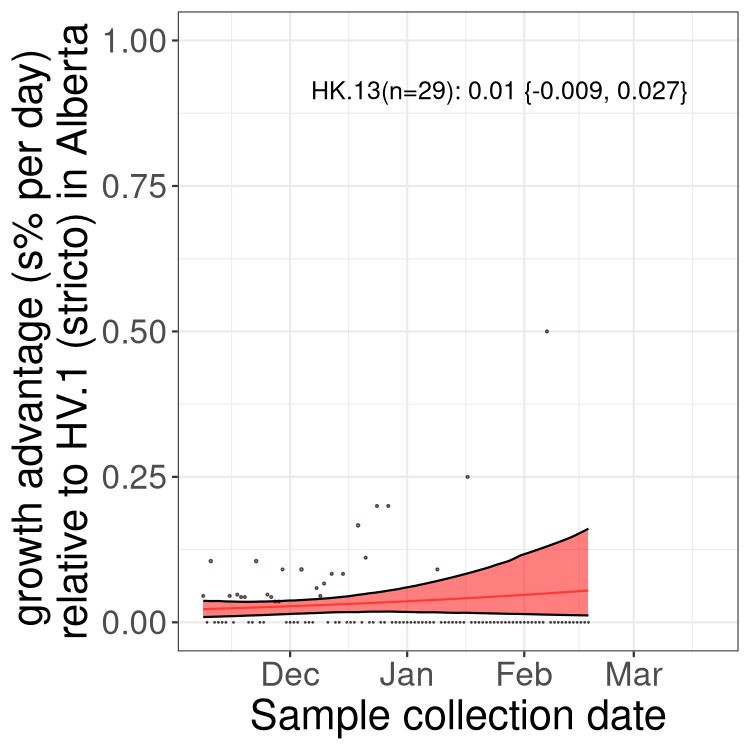 growth advantage (s% per day)
relative to HV.1 (stricto) in Alberta
1.00
0.75
0.50
0.25
0.00
HK.13(n=29): 0.01 {-0.009, 0.027}
Dec Jan Feb Mar
Sample collection date